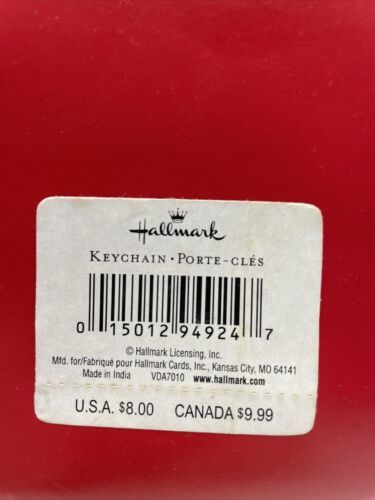 Hallmark
KEYCHAIN · PORTE-CLÉS
0 15012 94924 7
© Hallmark Licensing, Inc.
Mfd. for/Fabriqué pour Hallmark Cards, Inc., Kansas City, MO 64141
Made in India VDA7010 www.hallmark.com
U.S.A. $8.00 CANADA $9.99